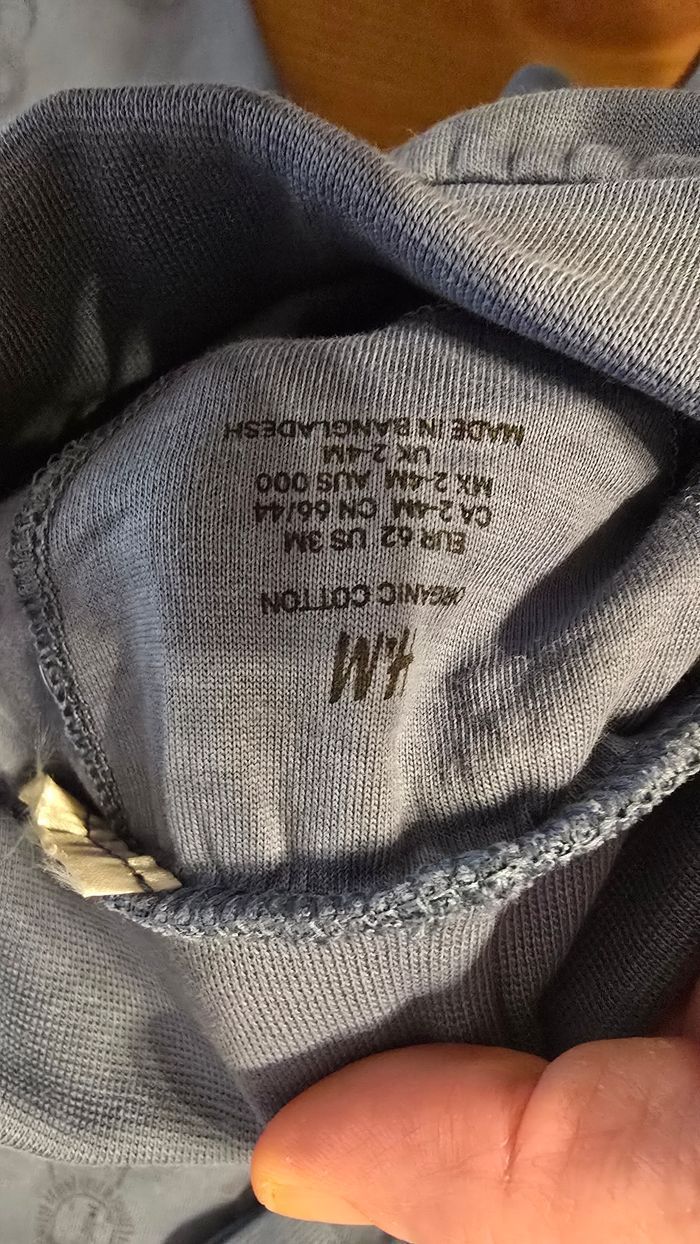 H&M
ORGANIC COTTON
EUR 62 US 3M
CA 2-4M CN 66/44
MX 2-4M AUS 000
UK 2-4M
MADE IN BANGLADESH